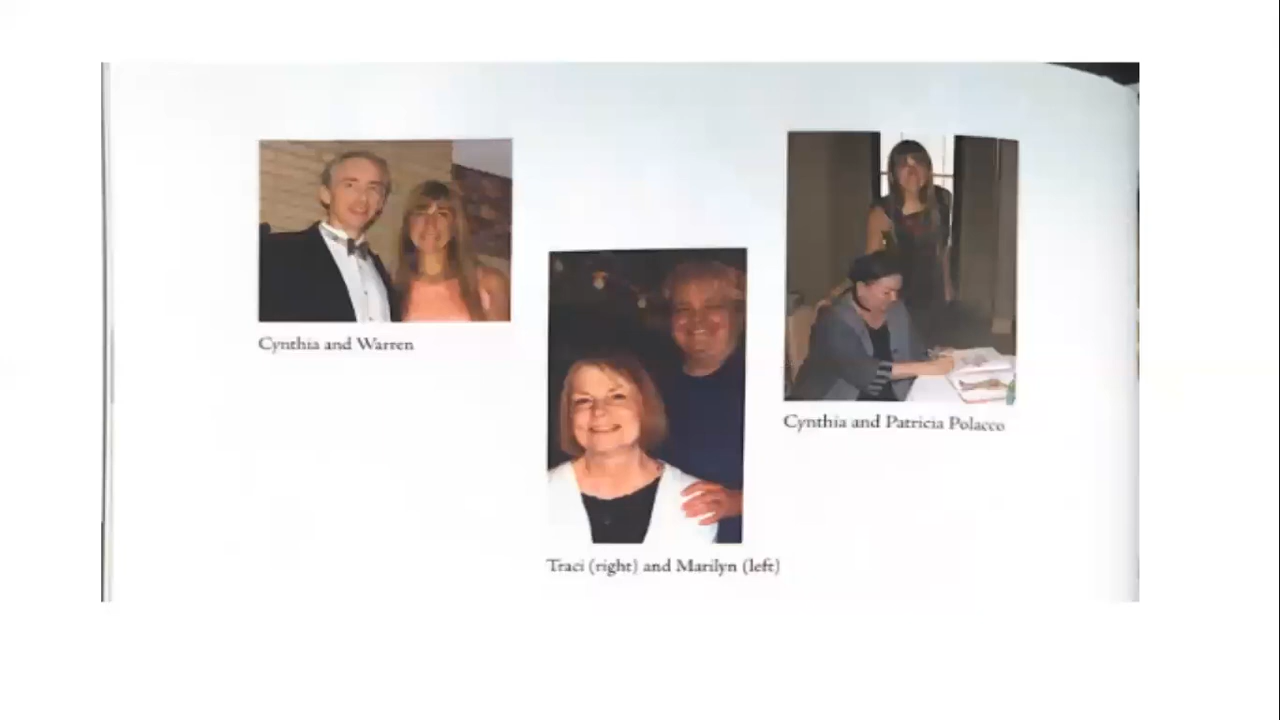 Cynthia and Warren
Cynthia and Patricia Polacco
Traci (right) and Marilyn (left)